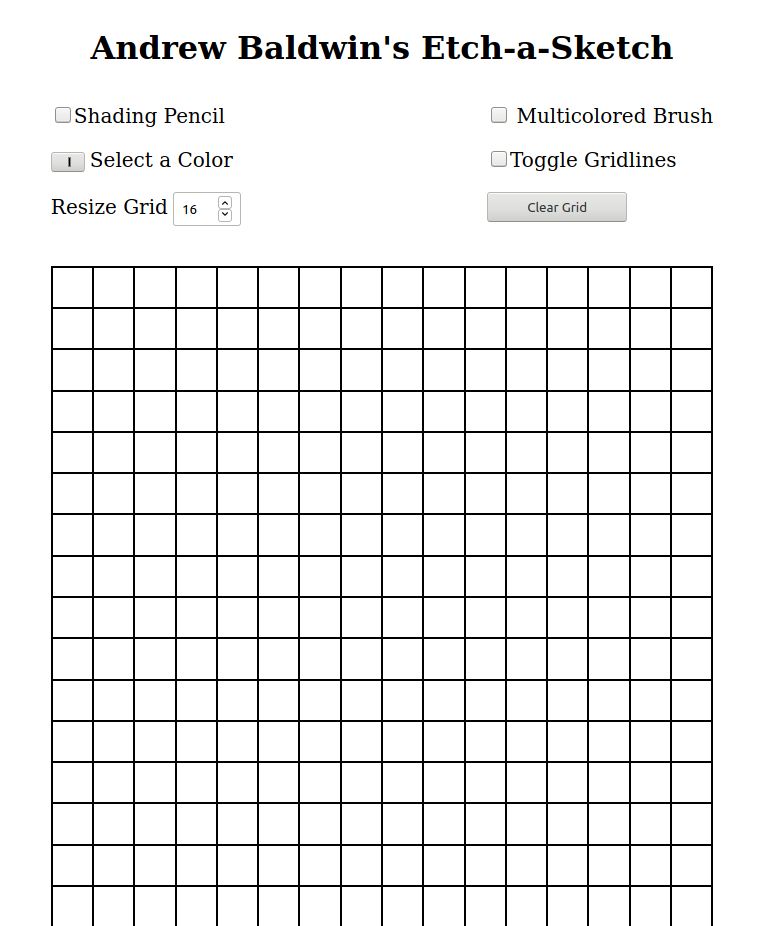 Andrew Baldwin's Etch-a-Sketch
Shading Pencil
Multicolored Brush
Select a Color
Toggle Gridlines
Resize Grid 16
Clear Grid